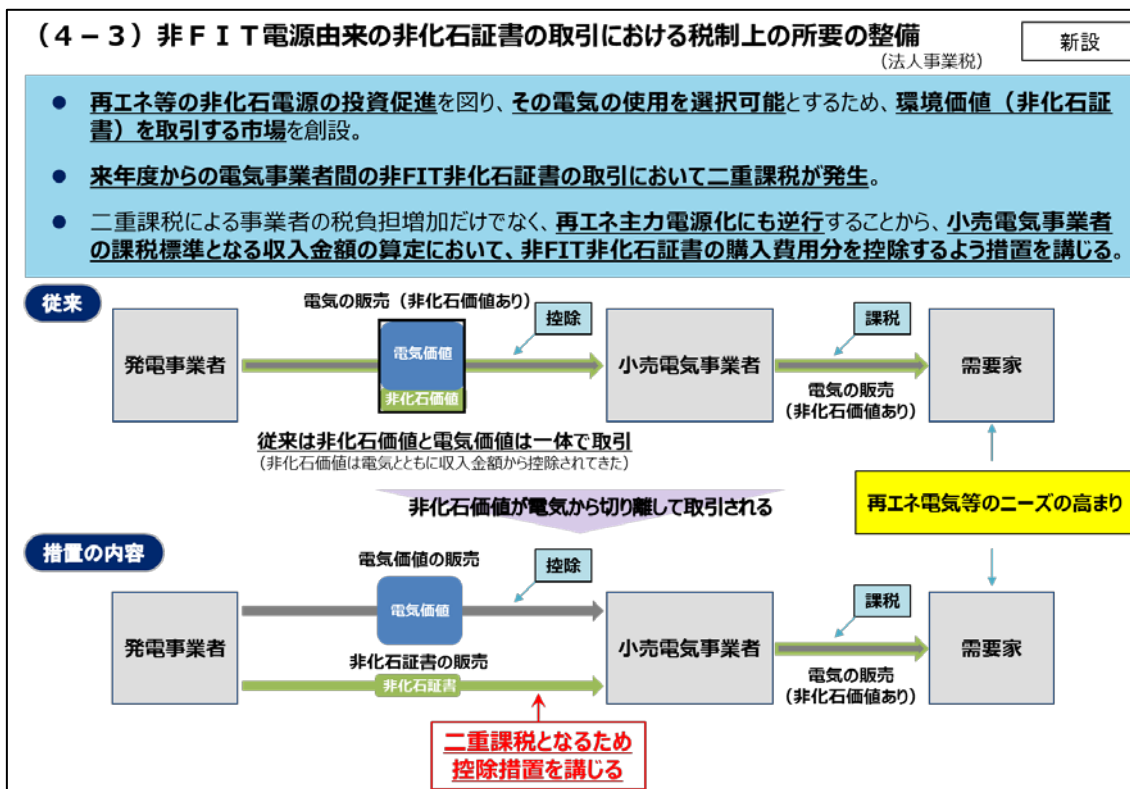 （４－３）非ＦＩＴ電源由来の非化石証書の取引における税制上の所要の整備
（法人事業税）
新設
● 再エネ等の非化石電源の投資促進を図り、その電気の使用を選択可能とするため、環境価値（非化石証
書）を取引する市場を創設。
● 来年度からの電気事業者間の非FIT非化石証書の取引において二重課税が発生。
● 二重課税による事業者の税負担増加だけでなく、再エネ主力電源化にも逆行することから、小売電気事業者
の課税標準となる収入金額の算定において、非FIT非化石証書の購入費用分を控除するよう措置を講じる。
従来
電気の販売（非化石価値あり）
控除
課税
発電事業者
電気価値
非化石価値
小売電気事業者
需要家
電気の販売
（非化石価値あり）
従来は非化石価値と電気価値は一体で取引
（非化石価値は電気とともに収入金額から控除されてきた）
非化石価値が電気から切り離して取引される
再エネ電気等のニーズの高まり
措置の内容
電気価値の販売
控除
課税
発電事業者
電気価値
小売電気事業者
需要家
非化石証書の販売
非化石証書
電気の販売
（非化石価値あり）
二重課税となるため
控除措置を講じる